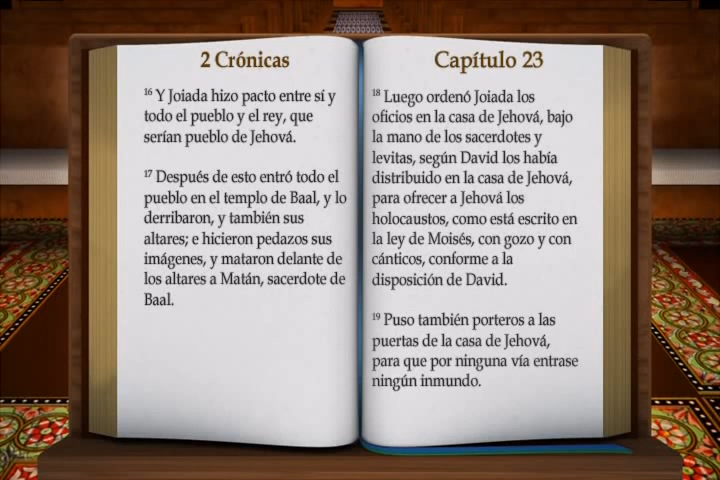 2 Crónicas
16 Y Joiada hizo pacto entre sí y
todo el pueblo y el rey, que
serían pueblo de Jehová.
17 Después de esto entró todo el
pueblo en el templo de Baal, y lo
derribaron, y también sus
altares; e hicieron pedazos sus
imágenes, y mataron delante de
los altares a Matán, sacerdote de
Baal.
Capítulo 23
18 Luego ordenó Joiada los
oficios en la casa de Jehová, bajo
la mano de los sacerdotes y
levitas, según David los había
distribuido en la casa de Jehová,
para ofrecer a Jehová los
holocaustos, como está escrito en
la ley de Moisés, con gozo y con
cánticos, conforme a la
disposición de David.
19 Puso también porteros a las
puertas de la casa de Jehová,
para que por ninguna vía entrase
ningún inmundo.